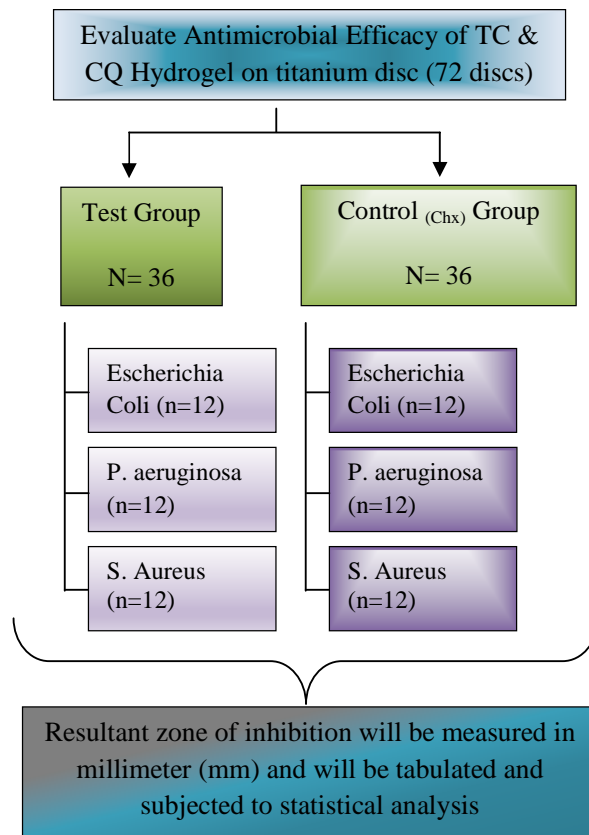 Evaluate Antimicrobial Efficacy of TC &
CQ Hydrogel on titanium disc (72 discs)
Test Group
N= 36
Control (Chx) Group
N= 36
Escherichia
Coli (n=12)
P. aeruginosa
(n=12)
S. Aureus
(n=12)
Escherichia
Coli (n=12)
P. aeruginosa
(n=12)
S. Aureus
(n=12)
Resultant zone of inhibition will be measured in
millimeter (mm) and will be tabulated and
subjected to statistical analysis